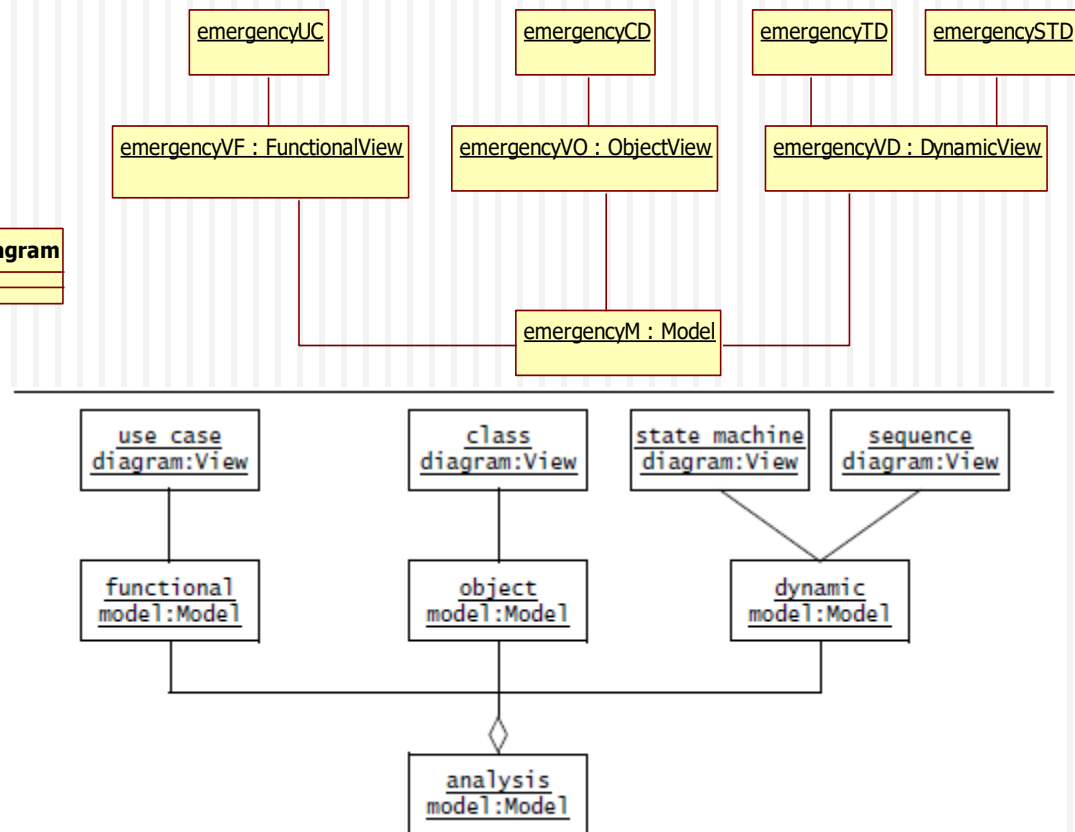 emergencyUC
emergencyCD
emergencyTD
emergencySTD
emergencyVF : FunctionalView
emergencyVO : ObjectView
emergencyVD : DynamicView
agram
emergencyM : Model
use case
diagram:View
class
diagram:View
state machine
diagram:View
sequence
diagram:View
functional
model:Model
object
model:Model
dynamic
model:Model
analysis
model:Model